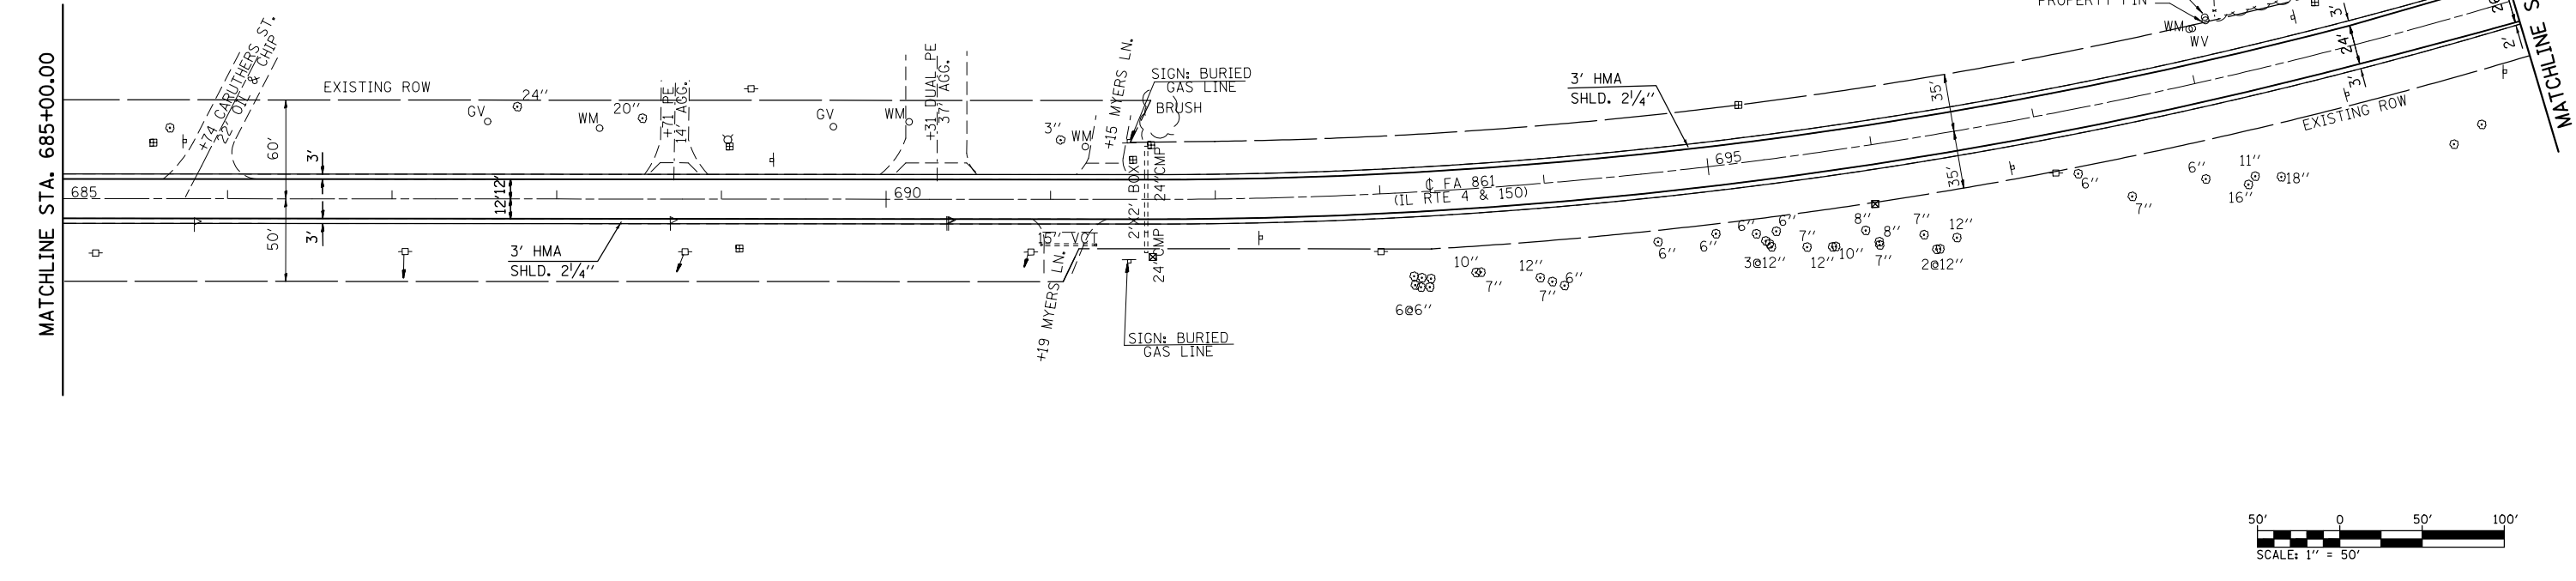 MATCHLINE STA. 685+00.00
EXISTING ROW
+74 CARUTHERS ST.
22' OIL & CHIP
60'
50'
3'
3'
12'
12'
685
GV
24''
WM
20''
+71 PE
14' AGG.
GV
WM
+31 DUAL PE
37' AGG.
690
3''
WM
+15 MYERS LN.
SIGN: BURIED
GAS LINE
BRUSH
2'X2' BOX
24''CMP
24''CMP
15'' VCT
+19 MYERS LN.
SIGN: BURIED
GAS LINE
3' HMA
SHLD. 2¼''
3' HMA
SHLD. 2¼''
℄ FA 861
(IL RTE 4 & 150)
695
35'
35'
PROPERTY PIN
WM
WV
3'
24'
3'
2'
EXISTING ROW
MATCHLINE S
6@6''
10''
7''
12''
7''
6''
6''
6''
6''
6''
3@12''
7''
12''
10''
8''
8''
7''
7''
2@12''
12''
6''
7''
6''
11''
16''
18''
50'
0
50'
100'
SCALE: 1'' = 50'